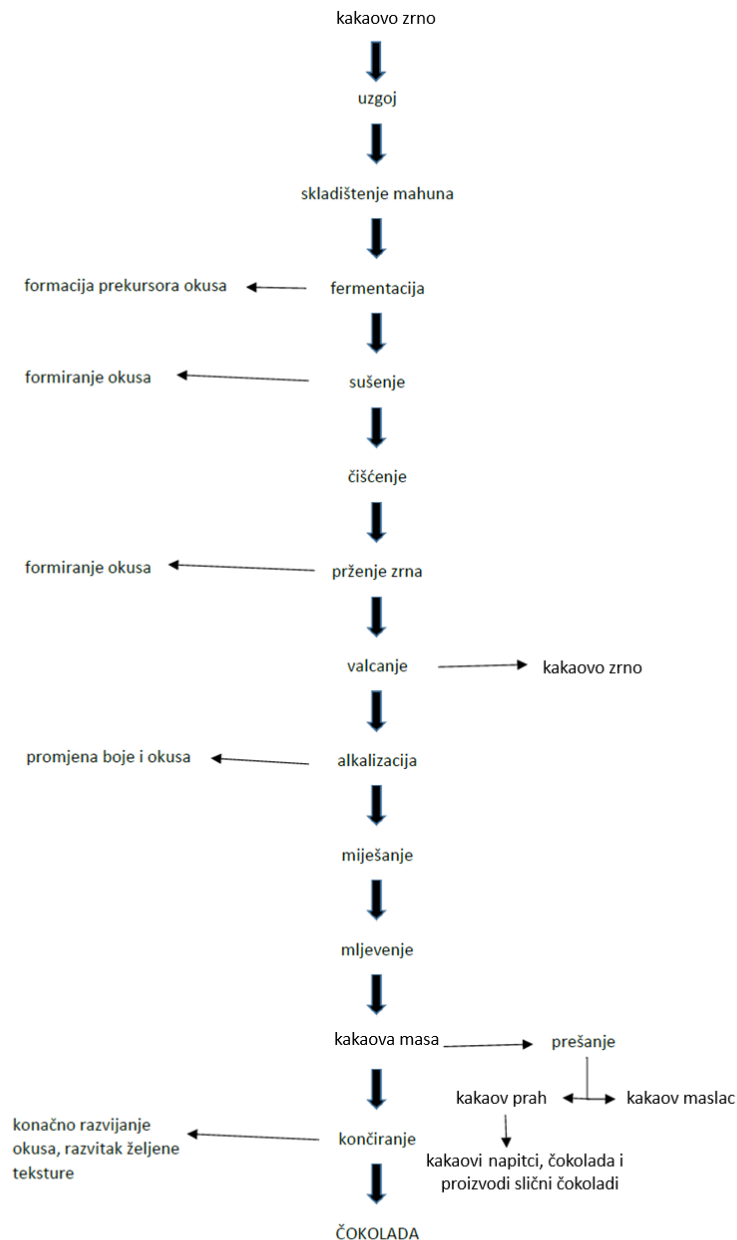 kakaovo zrno
uzgoj
skladištenje mahuna
formacija prekursora okusa
fermentacija
formiranje okusa
sušenje
čišćenje
formiranje okusa
prženje zrna
valcanje
kakaovo zrno
promjena boje i okusa
alkalizacija
miješanje
mljevenje
kakaova masa
prešanje
kakaov prah
kakaov maslac
konačno razvijanje
okusa, razvitak željene
teksture
končiranje
kakaovi napitci, čokolada i
proizvodi slični čokoladi
ČOKOLADA